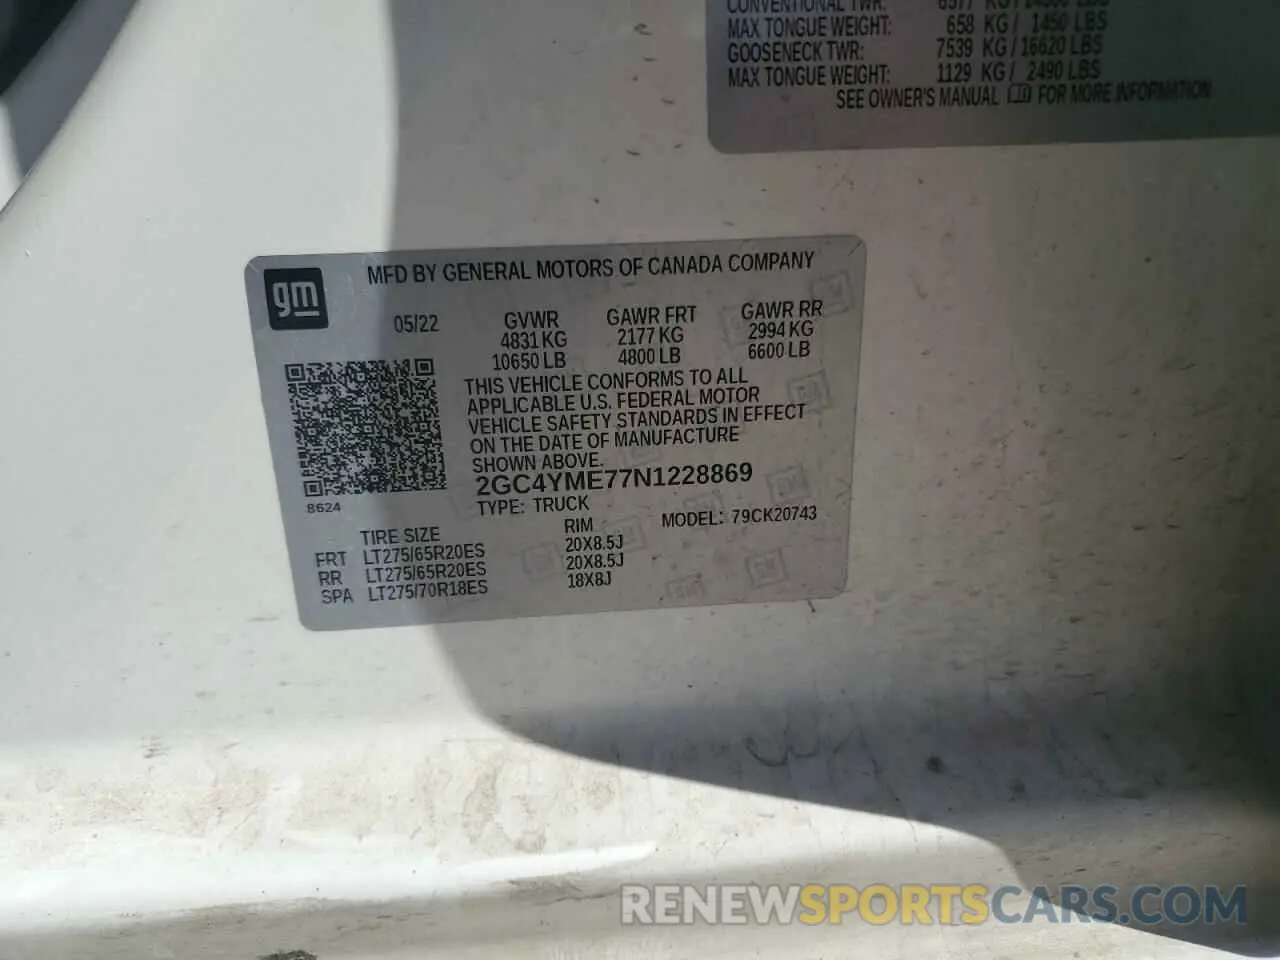 CONVENTIONAL TWR:
MAX TONGUE WEIGHT: 658 KG / 1450 LBS
GOOSENECK TWR: 7539 KG / 16620 LBS
MAX TONGUE WEIGHT: 1129 KG / 2490 LBS
SEE OWNER'S MANUAL FOR MORE INFORMATION
gm
MFD BY GENERAL MOTORS OF CANADA COMPANY
05/22 GVWR GAWR FRT GAWR RR
4831 KG 2177 KG 2994 KG
10650 LB 4800 LB 6600 LB
THIS VEHICLE CONFORMS TO ALL
APPLICABLE U.S. FEDERAL MOTOR
VEHICLE SAFETY STANDARDS IN EFFECT
ON THE DATE OF MANUFACTURE
SHOWN ABOVE.
2GC4YME77N1228869
8624
TYPE: TRUCK
MODEL: 79CK20743
TIRE SIZE RIM
FRT LT275/65R20ES 20X8.5J
RR LT275/65R20ES 20X8.5J
SPA LT275/70R18ES 18X8J
RENEWSPORTSCARS.COM